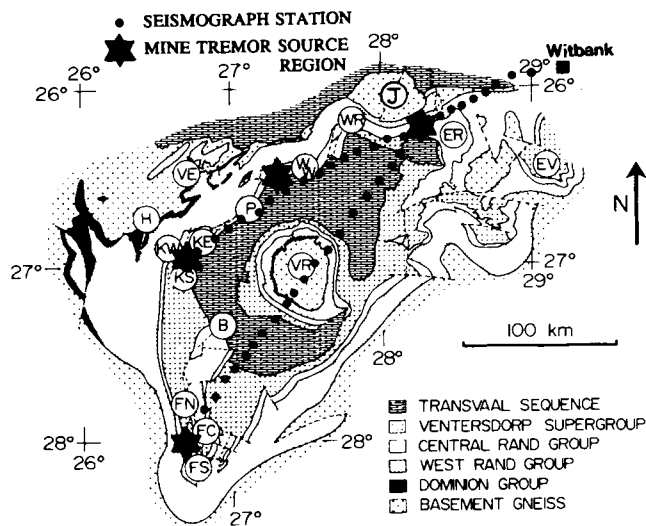 SEISMOGRAPH STATION
MINE TREMOR SOURCE
REGION
28°
29°
Witbank
26°
27°
26°
J
WR
ER
EV
VE
W
P
H
KW
KE
KS
VR
N
27°
27°
29°
B
28°
100 km
FN
FC
FS
28°
26°
28°
27°
TRANSVAAL SEQUENCE
VENTERSDORP SUPERGROUP
CENTRAL RAND GROUP
WEST RAND GROUP
DOMINION GROUP
BASEMENT GNEISS